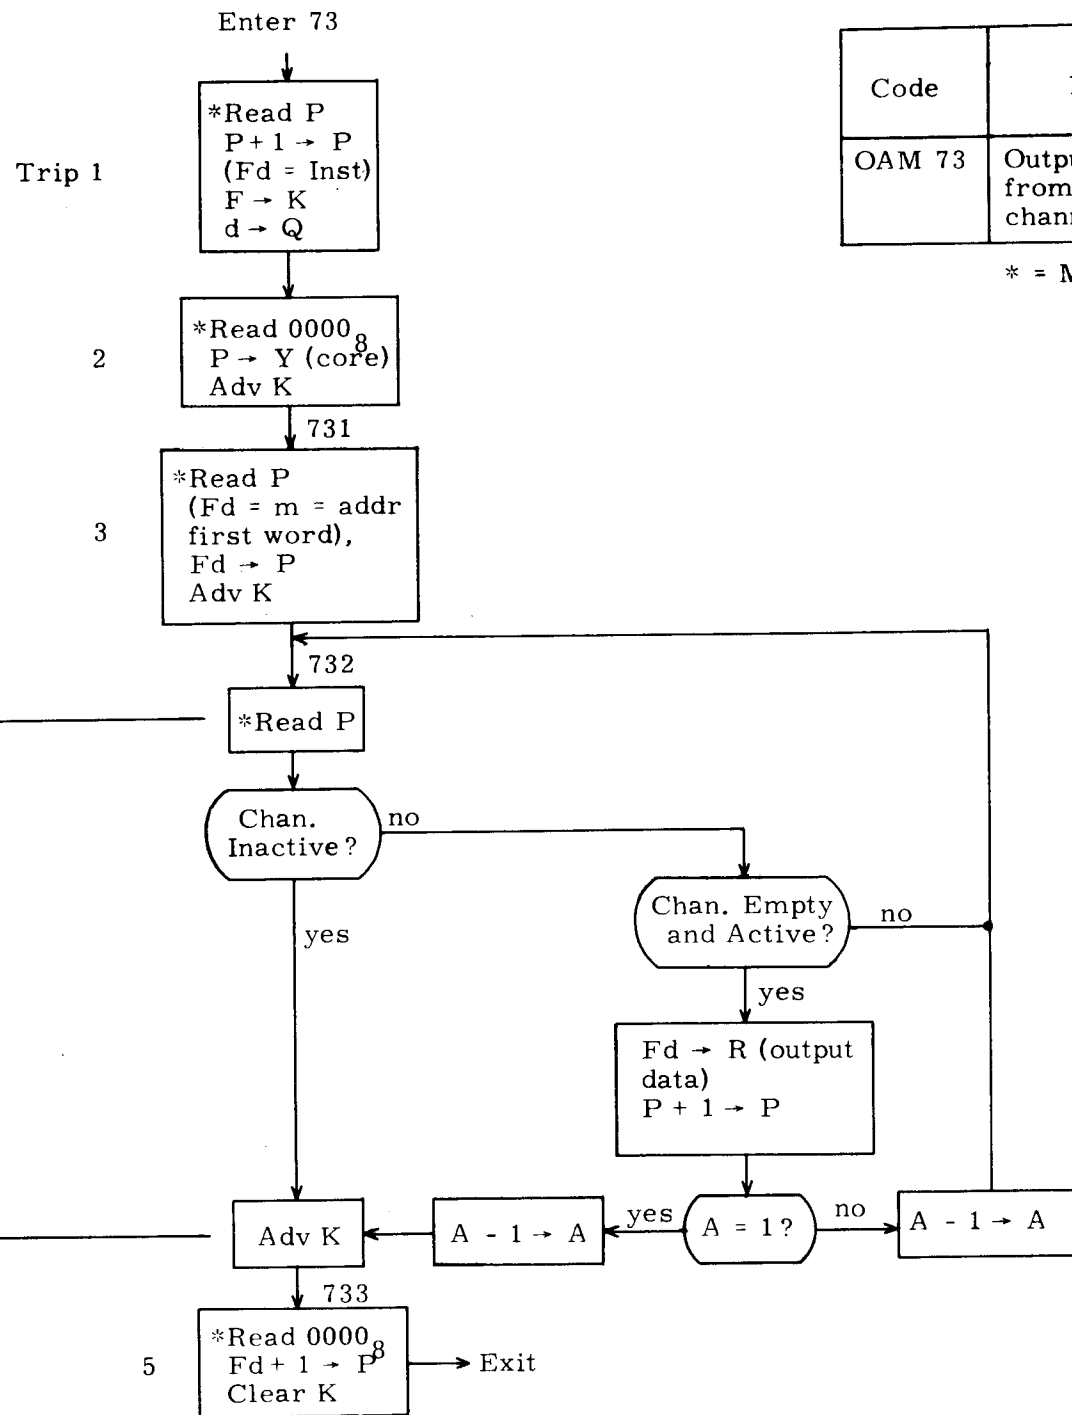 Enter 73
Trip 1
*Read P
P + 1 → P
(Fd = Inst)
F → K
d → Q
Code
OAM 73
Outpu
from
chann
* = M
2
*Read 0000₈
P → Y (core)
Adv K
731
3
*Read P
(Fd = m = addr
first word),
Fd → P
Adv K
732
*Read P
Chan.
Inactive?
no
yes
Chan. Empty
and Active?
no
yes
Fd → R (output
data)
P + 1 → P
Adv K
A - 1 → A
yes
A = 1?
no
A - 1 → A
733
5
*Read 0000₈
Fd + 1 → P
Clear K
Exit